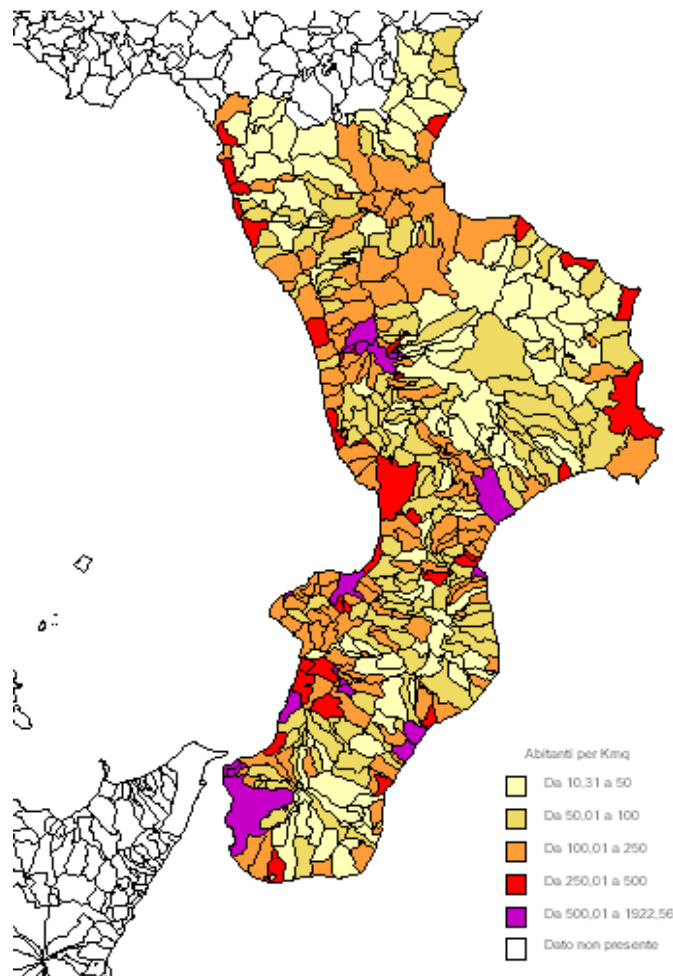 Abitanti per Kmq
Da 10,31 a 50
Da 50,01 a 100
Da 100,01 a 250
Da 250,01 a 500
Da 500,01 a 1922,56
Dato non presente